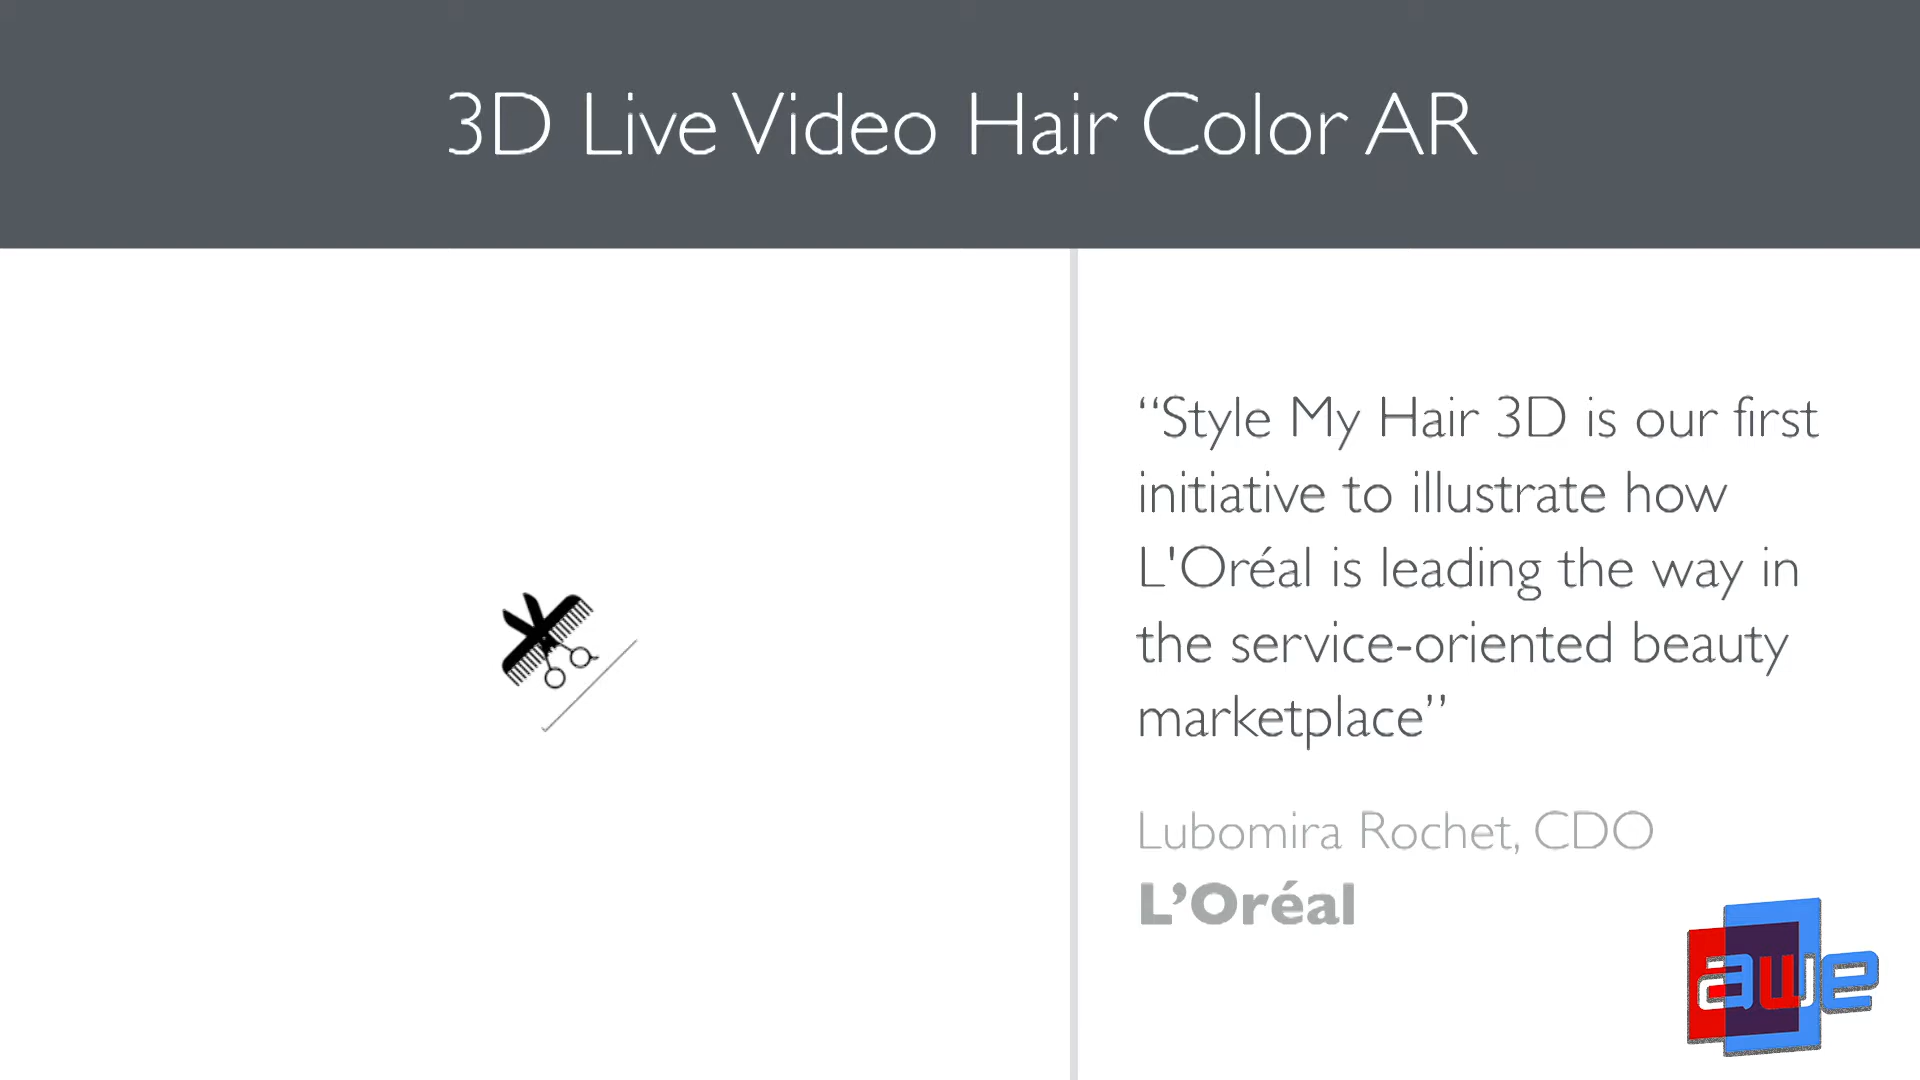 3D Live Video Hair Color AR
“Style My Hair 3D is our first
initiative to illustrate how
L'Oréal is leading the way in
the service-oriented beauty
marketplace”
Lubomira Rochet, CDO
L’Oréal
awe